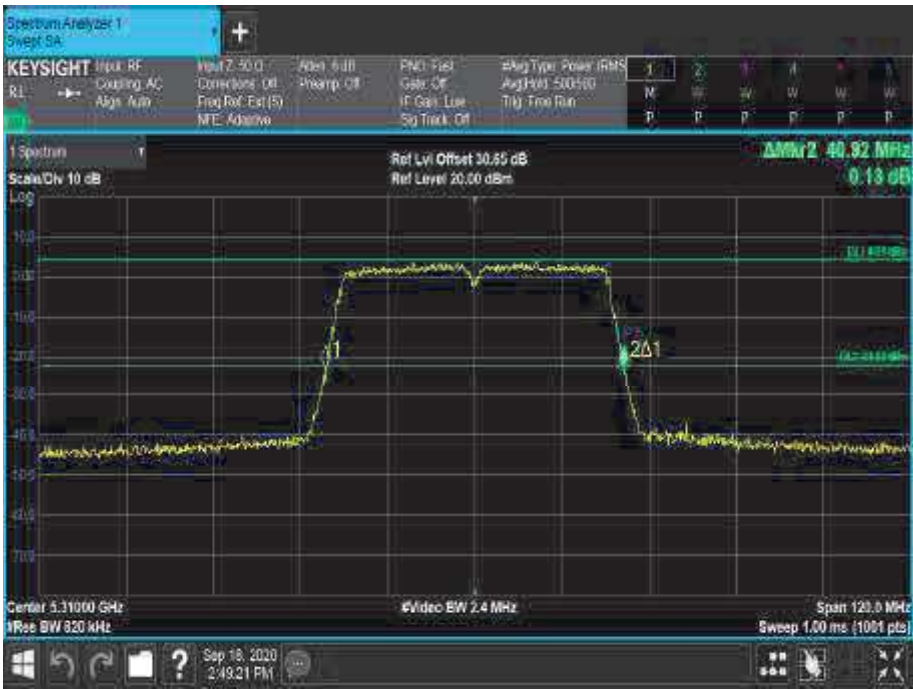 Spectrum Analyzer 1
Swept SA
+
KEYSIGHT Input: RF
Coupling: AC
Align: Auto
Input Z: 50 Ω
Corrections: Off
Freq Ref: Ext (S)
NFE: Adaptive
Atten: 6 dB
Preamp: Off
PNO: Fast
Gate: Off
IF Gain: Low
Sig Track: Off
#Avg Type: Power (RMS
Avg|Hold: 500/500
Trig: Free Run
1 2
1 Spectrum
Scale/Div 10 dB
Log
Ref Lvl Offset 30.65 dB
Ref Level 20.00 dBm
ΔMkr2 40.92 MHz
0.13 dB
1
2Δ1
Center 5.31000 GHz
#Res BW 820 kHz
#Video BW 2.4 MHz
Span 120.0 MHz
Sweep 1.00 ms (1001 pts)
?
Sep 18, 2020
2:49:21 PM